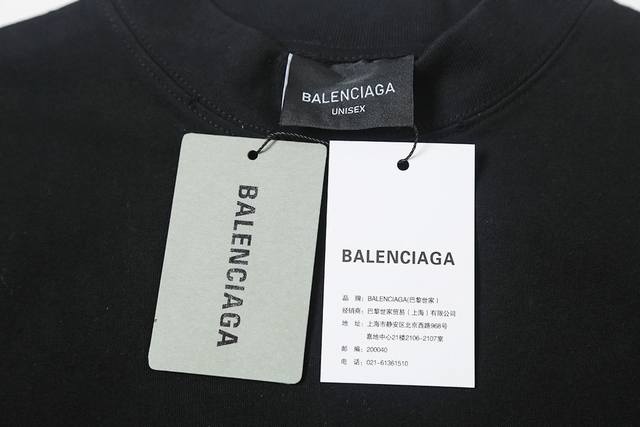 BALENCIAGA
UNISEX
BALENCIAGA
BALENCIAGA
品 牌：BALENCIAGA(巴黎世家)
经销商：巴黎世家贸易(上海)有限公司
地 址：上海市静安区北京西路968号
嘉地中心21楼2106-2107室
邮 编：200040
电 话：021-61361510